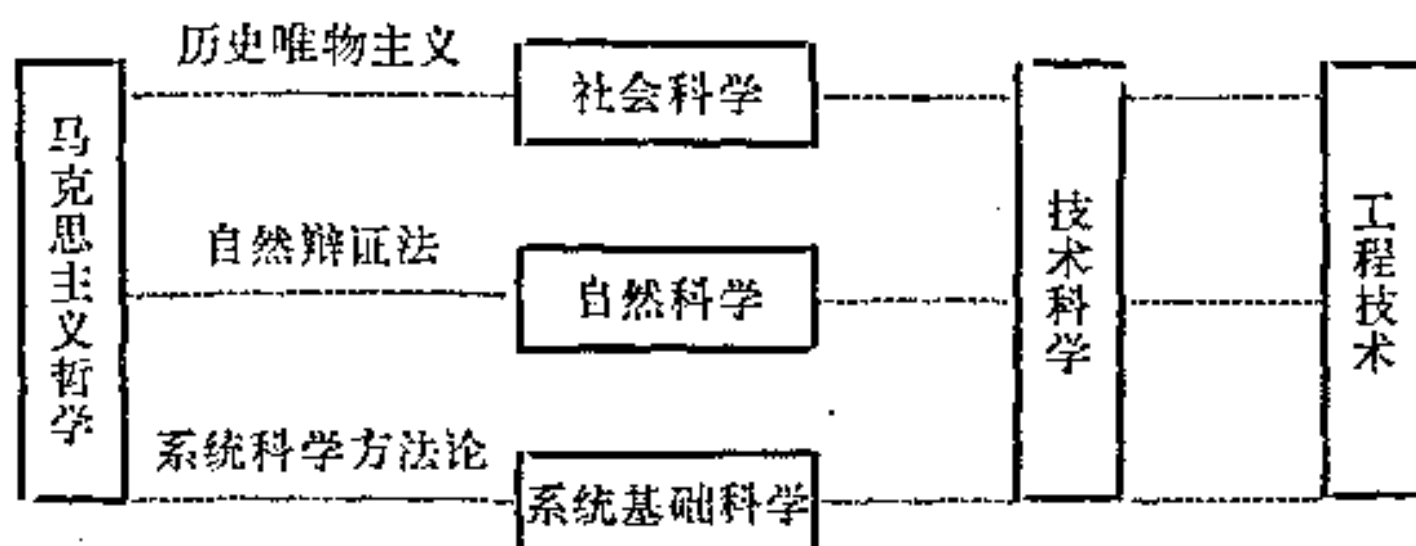 历史唯物主义
社会科学
马克思主义哲学
自然辩证法
自然科学
系统科学方法论
系统基础科学
技术科学
工程技术